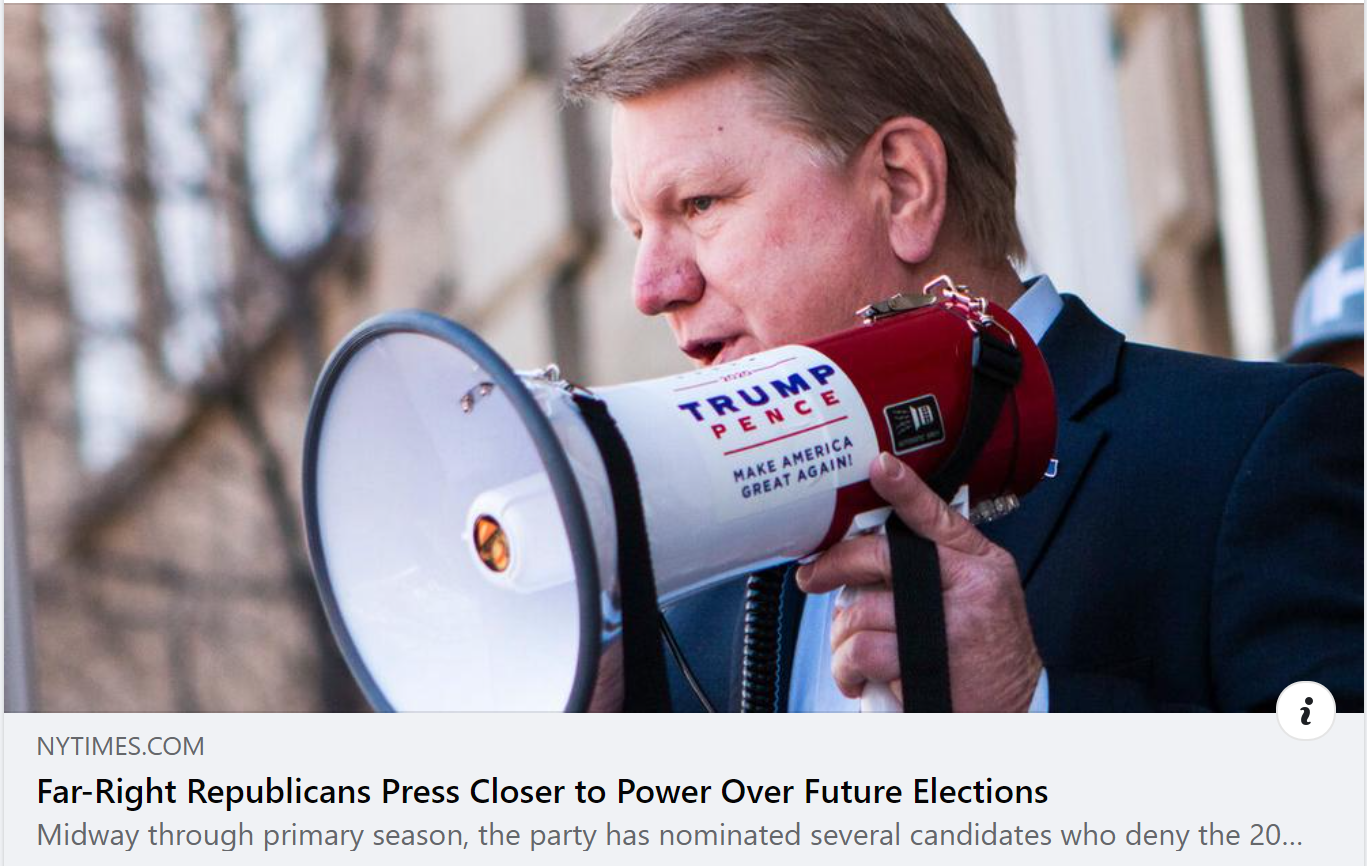 2020
TRUMP
PENCE
MAKE AMERICA
GREAT AGAIN!
NYTIMES.COM
Far-Right Republicans Press Closer to Power Over Future Elections
Midway through primary season, the party has nominated several candidates who deny the 20...